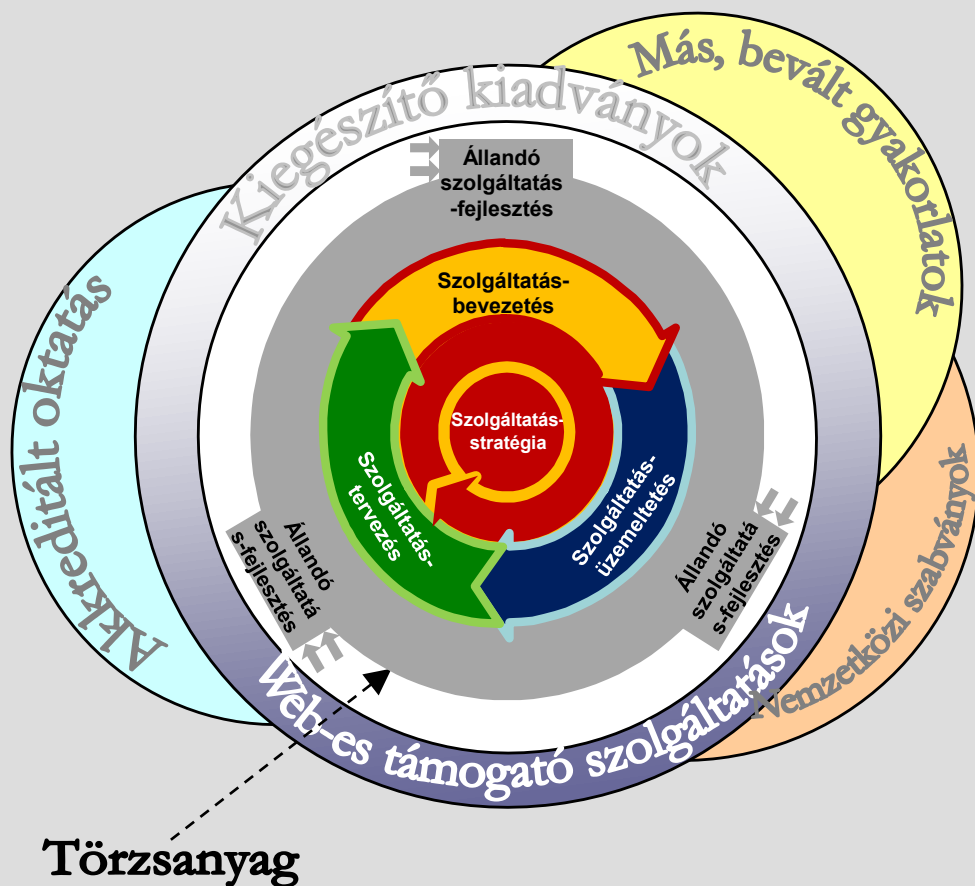 Más, bevált gyakorlatok
Kiegészítő kiadványok
Állandó
szolgáltatás
-fejlesztés
Akkreditált oktatás
Szolgáltatás-
bevezetés
Szolgáltatás-
stratégia
Szolgáltatás-
tervezés
Szolgáltatás-
üzemeltetés
Állandó
szolgáltatá
s-fejlesztés
Állandó
szolgáltatá
s-fejlesztés
Nemzetközi szabványok
Web-es támogató szolgáltatások
Törzsanyag